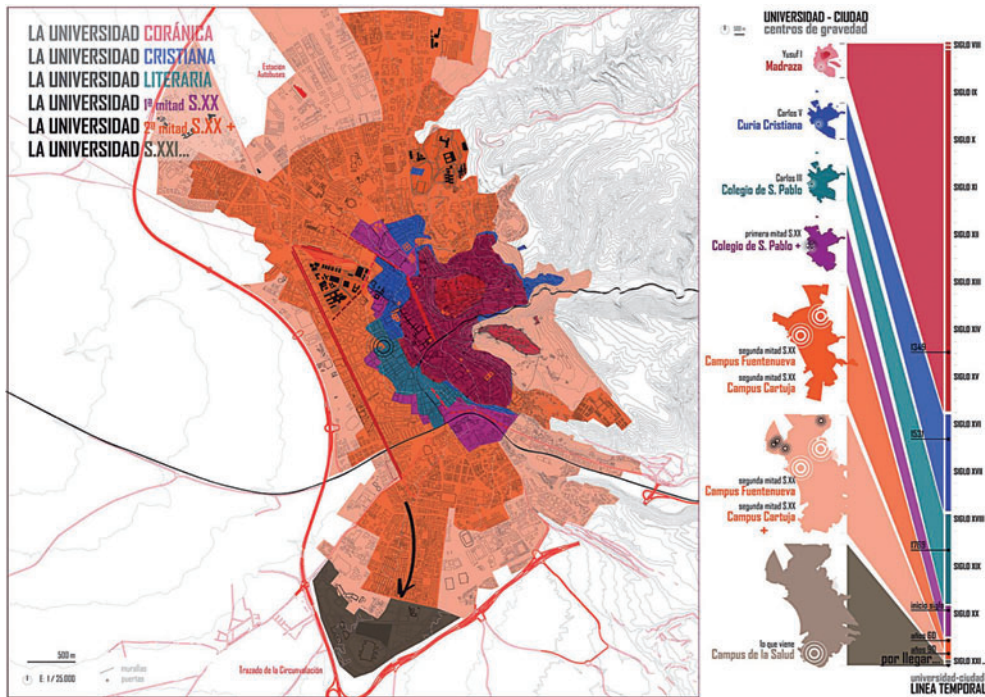 LA UNIVERSIDAD CORÁNICA
LA UNIVERSIDAD CRISTIANA
LA UNIVERSIDAD LITERARIA
LA UNIVERSIDAD 1ª mitad S.XX
LA UNIVERSIDAD 2ª mitad S.XX +
LA UNIVERSIDAD S.XXI...
Estación
Autobuses
500 m
E: 1 / 25.000
murallas
puertas
Trazado de la Circunvalación
UNIVERSIDAD - CIUDAD
centros de gravedad
500 m
Yusuf I
Madraza
Carlos V
Curia Cristiana
Carlos III
Colegio de S. Pablo
primera mitad S.XX
Colegio de S. Pablo +
segunda mitad S.XX
Campus Fuentenueva
segunda mitad S.XX
Campus Cartuja
segunda mitad S.XX
Campus Fuentenueva
segunda mitad S.XX
Campus Cartuja
+
lo que viene
Campus de la Salud
SIGLO VIII
SIGLO IX
SIGLO X
SIGLO XI
SIGLO XII
SIGLO XIII
SIGLO XIV
1349
SIGLO XV
SIGLO XVI
1531
SIGLO XVII
SIGLO XVIII
1769
SIGLO XIX
inicio siglo
SIGLO XX
años 60
años 90
por llegar...
SIGLO XXI
universidad-ciudad
LINEA TEMPORAL